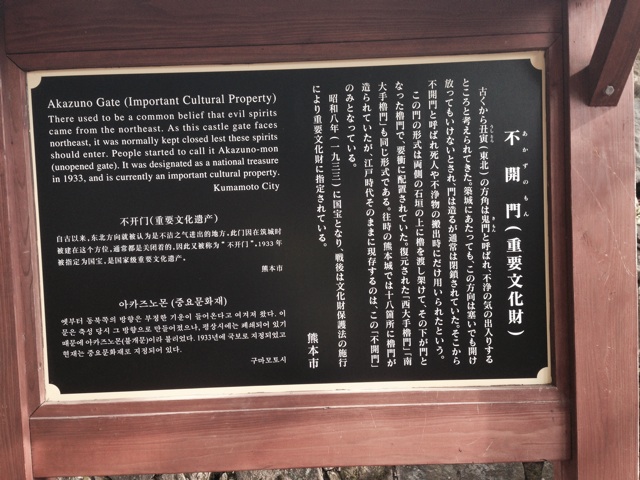 Akazuno Gate (Important Cultural Property)
There used to be a common belief that evil spirits
came from the northeast. As this castle gate faces
northeast, it was normally kept closed lest these spirits
should enter. People started to call it Akazu-mon
(unopened gate). It was designated as a national treasure
in 1933, and is currently an important cultural property.
Kumamoto City
不开门(重要文化遗产)
自古以来,东北方向就被认为是不洁之气进出的地方。此门因在筑城时
被建在这个方位,通常都是关闭着的,因此又被称为“不开门”。1933年
被指定为国宝,是国家级重要文化遗产。
熊本市
아카즈노몬 (중요문화재)
옛부터 동북쪽의 방향은 부정한 기운이 들어온다고 여겨져 왔다. 이
문은 축성 당시 그 방향으로 만들어졌으나, 평상시에는 폐쇄되어 있기
때문에 아카즈노몬(불개문)이라 불리었다. 1933년에 국보로 지정되었고
현재는 중요문화재로 지정되어 있다.
구마모토시
不開門(重要文化財)
あかずのもん
古くから丑寅(東北)の方角は鬼門と呼ばれ、不浄の気の出入りする
うしとら
きもん
ところと考えられてきた。築城にあたっても、この方向は塞いでも開け
放ってもいけないとされ、門は造るが通常は閉鎖されていた。そこから
不開門と呼ばれ死人や不浄物の搬出時にだけ用いられたという。
この門の形式は両側の石垣の上に櫓を渡し架けて、その下が門と
なった櫓門で、要衝に配置されていた。復元された「西大手櫓門」「南
大手櫓門」も同じ形式である。往時の熊本城では十八箇所に櫓門が
造られていたが、江戸時代そのままに現存するのは、この「不開門」
のみとなっている。
昭和八年(一九三三)に国宝となり、戦後は文化財保護法の施行
により重要文化財に指定されている。
熊本市